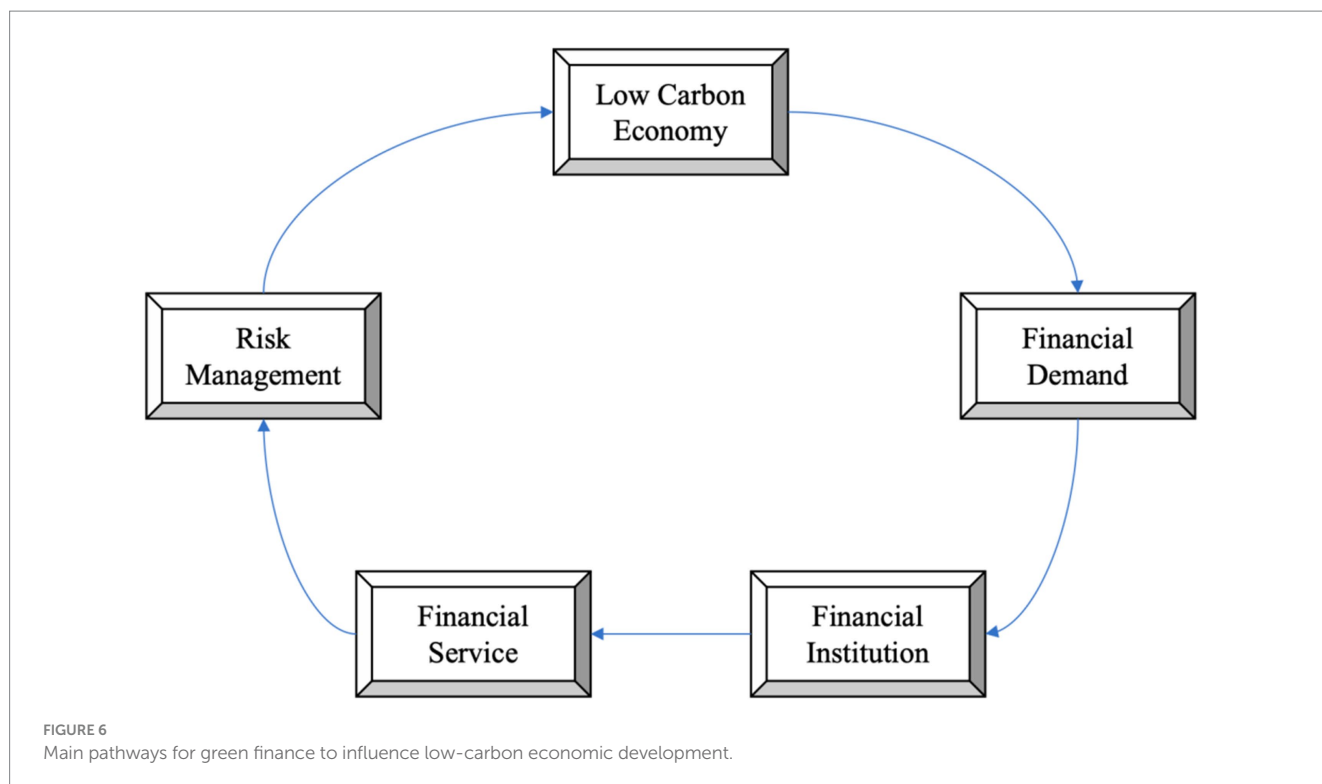 Low Carbon
Economy
Risk
Management
Financial
Demand
Financial
Service
Financial
Institution
FIGURE 6
Main pathways for green finance to influence low-carbon economic development.